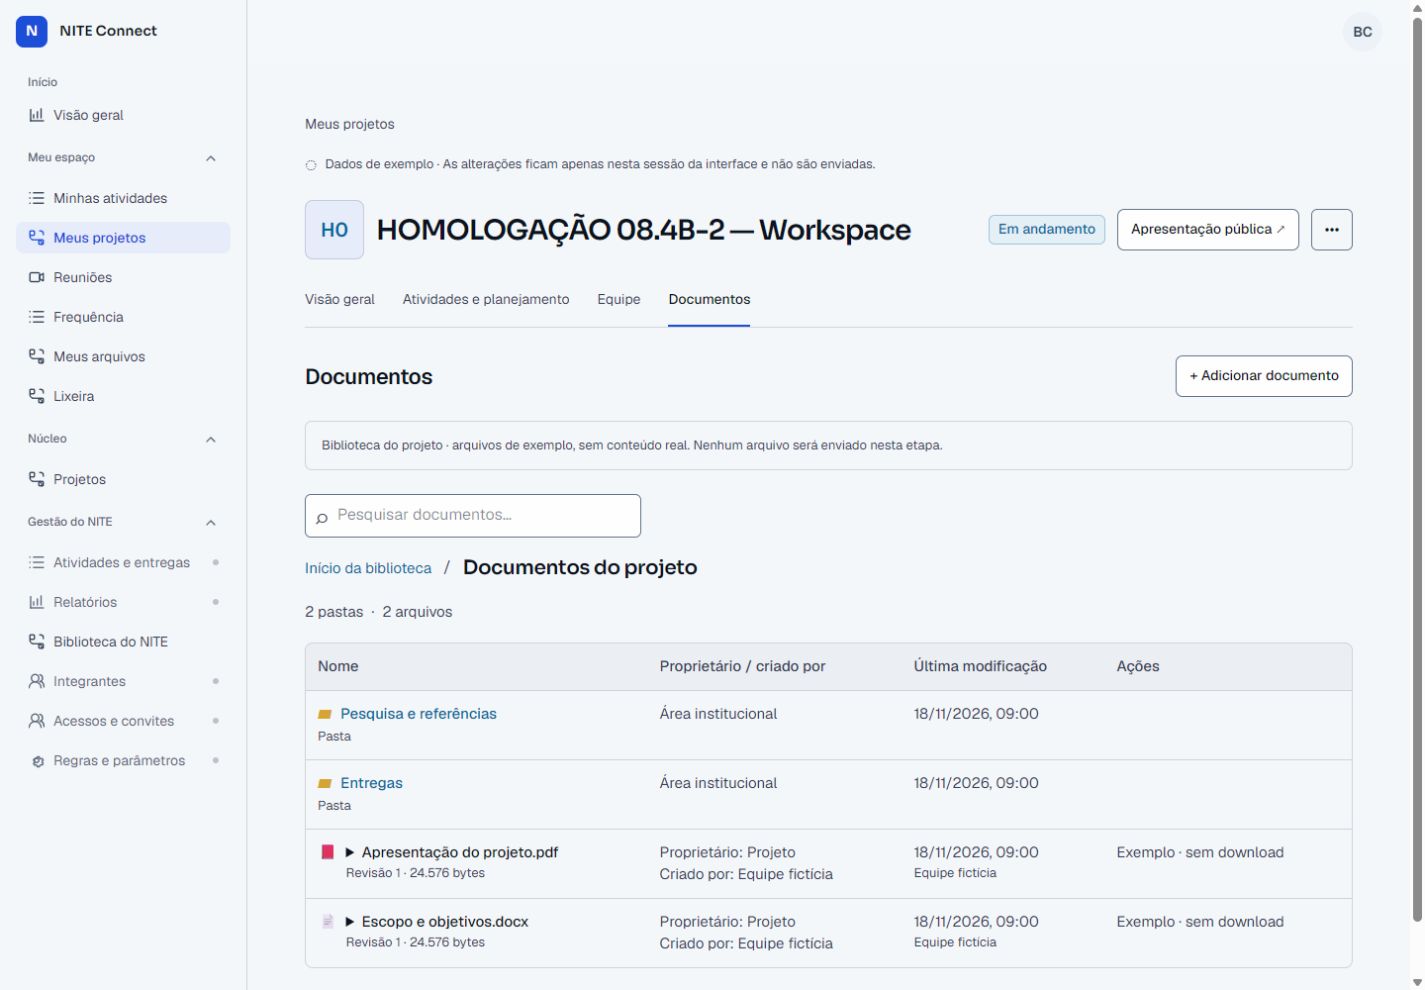 N NITE Connect
BC
Início
Visão geral
Meu espaço
Minhas atividades
Meus projetos
Reuniões
Frequência
Meus arquivos
Lixeira
Núcleo
Projetos
Gestão do NITE
Atividades e entregas
Relatórios
Biblioteca do NITE
Integrantes
Acessos e convites
Regras e parâmetros
Meus projetos
Dados de exemplo · As alterações ficam apenas nesta sessão da interface e não são enviadas.
H0 HOMOLOGAÇÃO 08.4B-2 — Workspace
Em andamento
Apresentação pública ↗
•••
Visão geral Atividades e planejamento Equipe Documentos
Documentos
+ Adicionar documento
Biblioteca do projeto · arquivos de exemplo, sem conteúdo real. Nenhum arquivo será enviado nesta etapa.
Pesquisar documentos...
Início da biblioteca / Documentos do projeto
2 pastas · 2 arquivos
Nome Proprietário / criado por Última modificação Ações
Pesquisa e referências Área institucional 18/11/2026, 09:00
Pasta
Entregas Área institucional 18/11/2026, 09:00
Pasta
▶ Apresentação do projeto.pdf Proprietário: Projeto 18/11/2026, 09:00 Exemplo · sem download
Revisão 1 · 24.576 bytes Criado por: Equipe fictícia Equipe fictícia
▶ Escopo e objetivos.docx Proprietário: Projeto 18/11/2026, 09:00 Exemplo · sem download
Revisão 1 · 24.576 bytes Criado por: Equipe fictícia Equipe fictícia